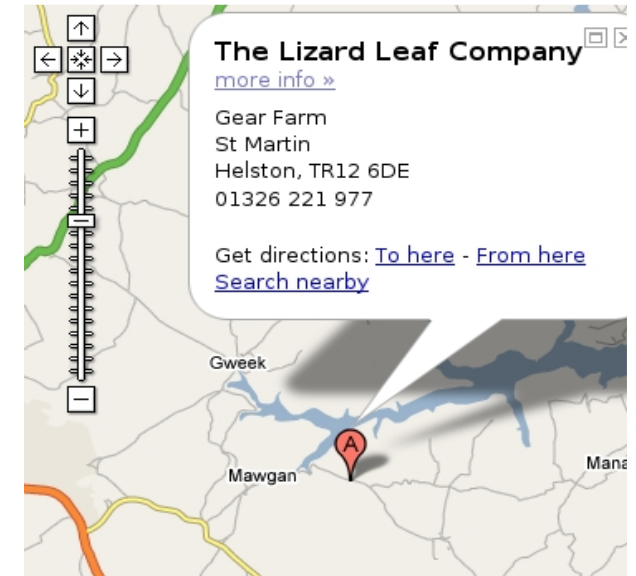 The Lizard Leaf Company
more info »
Gear Farm
St Martin
Helston, TR12 6DE
01326 221 977
Get directions: To here - From here
Search nearby
Gweek
A
Mawgan
Mana